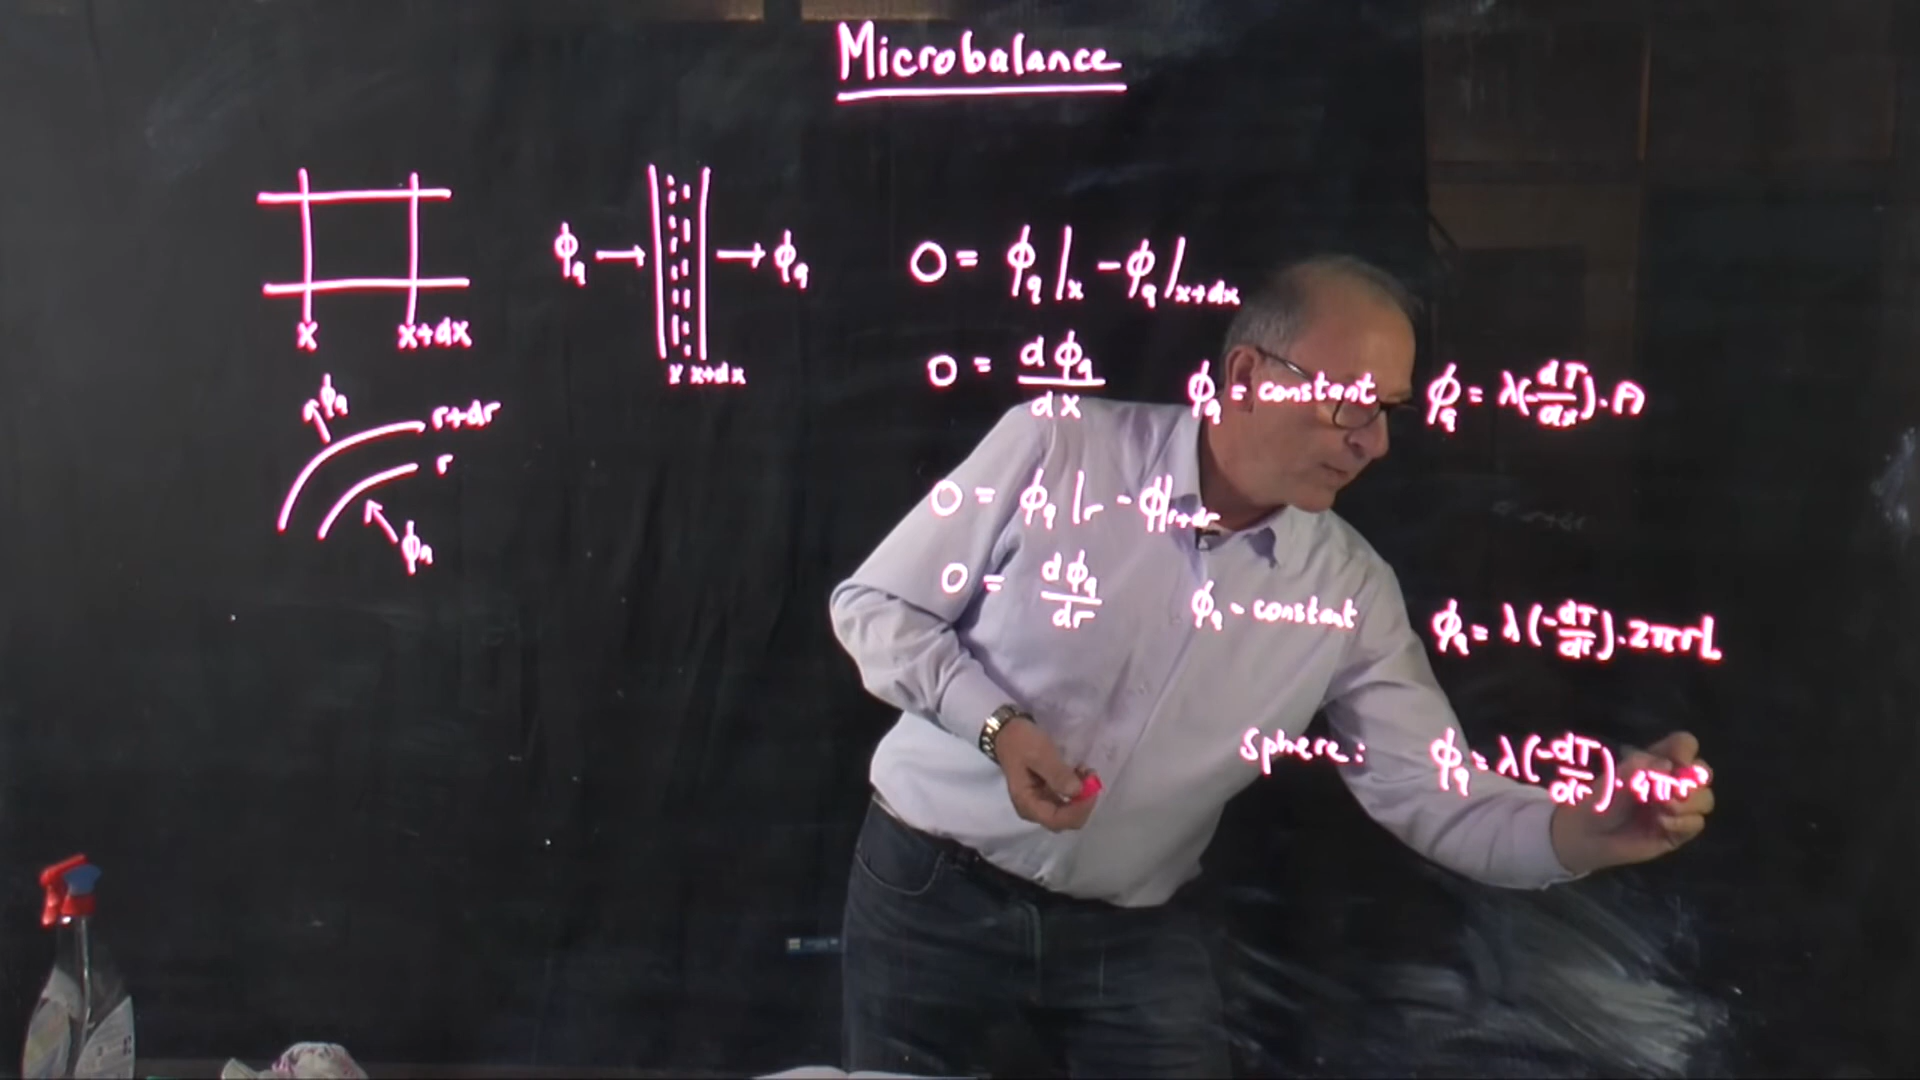 Microbalance
x x+dx
ϕq → → ϕq
x x+dx
0 = ϕq|x - ϕq|x+dx
0 = dϕq/dx ϕq = constant ϕq = λ(-dT/dx).A
ϕq
r+dr
r
ϕq
0 = ϕq|r - ϕ|r+dr
0 = dϕq/dr ϕq = constant ϕq = λ(-dT/dr).2πrL
Sphere: ϕq = λ(-dT/dr).4πr²